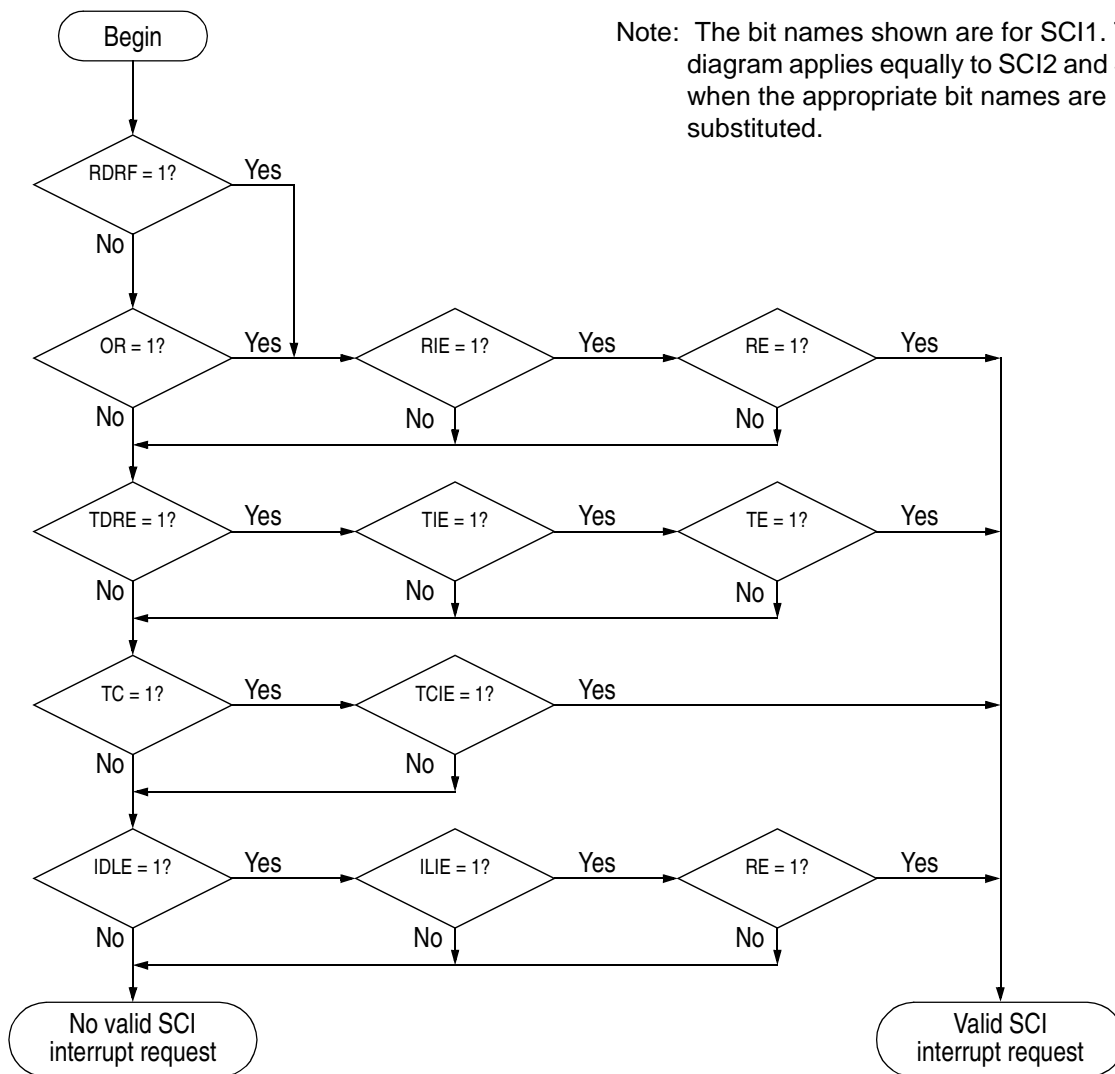 Begin
Note: The bit names shown are for SCI1.
diagram applies equally to SCI2 and
when the appropriate bit names are
substituted.
RDRF = 1?
Yes
No
OR = 1?
Yes
RIE = 1?
Yes
RE = 1?
Yes
No
No
No
TDRE = 1?
Yes
TIE = 1?
Yes
TE = 1?
Yes
No
No
No
TC = 1?
Yes
TCIE = 1?
Yes
No
No
IDLE = 1?
Yes
ILIE = 1?
Yes
RE = 1?
Yes
No
No
No
No valid SCI
interrupt request
Valid SCI
interrupt request